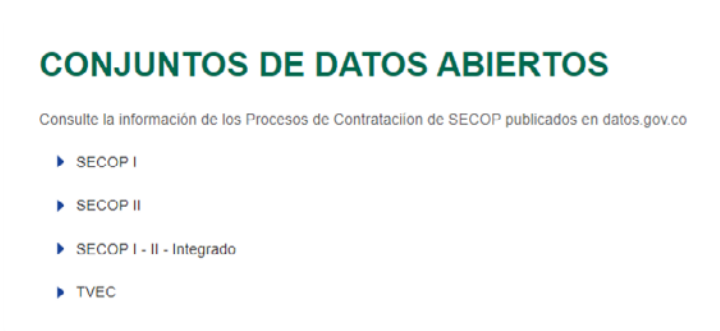 CONJUNTOS DE DATOS ABIERTOS
Consulte la información de los Procesos de Contrataciion de SECOP publicados en datos.gov.co
SECOP I
SECOP II
SECOP I - II - Integrado
TVEC